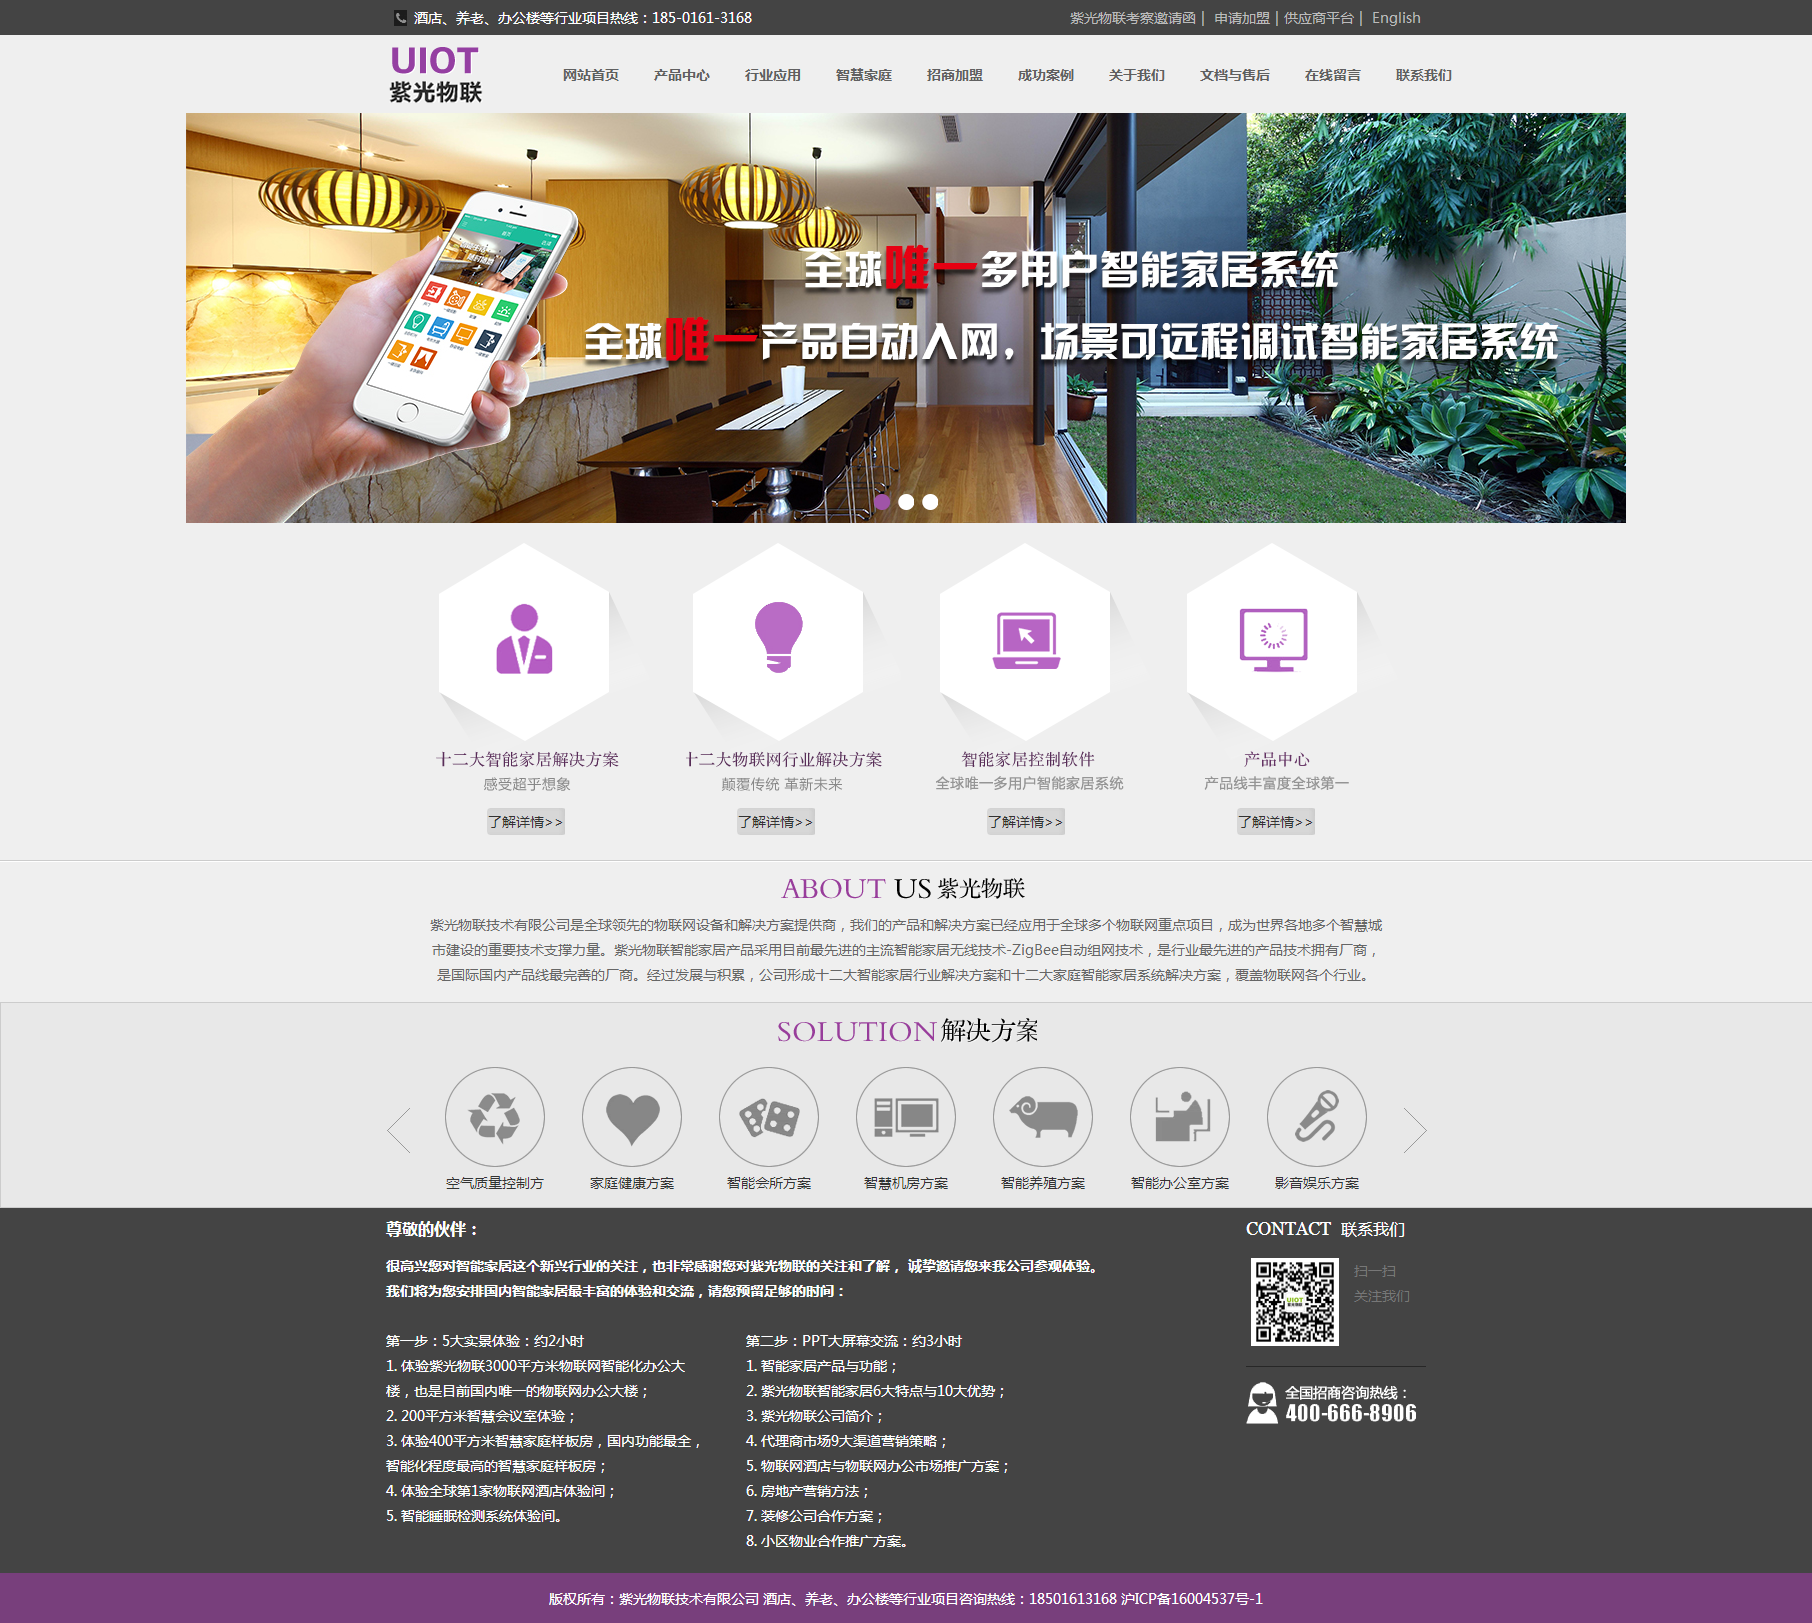 酒店、养老、办公楼等行业项目热线：185-0161-3168
紫光物联考察邀请函 | 申请加盟 | 供应商平台 | English
UIOT
紫光物联
网站首页 产品中心 行业应用 智慧家庭 招商加盟 成功案例 关于我们 文档与售后 在线留言 联系我们
全球唯一多用户智能家居系统
全球唯一产品自动入网，场景可远程调试智能家居系统
十二大智能家居解决方案 十二大物联网行业解决方案 智能家居控制软件 产品中心
感受超乎想象 颠覆传统 革新未来 全球唯一多用户智能家居系统 产品线丰富度全球第一
了解详情>> 了解详情>> 了解详情>> 了解详情>>
ABOUT US 紫光物联
紫光物联技术有限公司是全球领先的物联网设备和解决方案提供商，我们的产品和解决方案已经应用于全球多个物联网重点项目，成为世界各地多个智慧城
市建设的重要技术支撑力量。紫光物联智能家居产品采用目前最先进的主流智能家居无线技术-ZigBee自动组网技术，是行业最先进的产品技术拥有厂商，
是国际国内产品线最完善的厂商。经过发展与积累，公司形成十二大智能家居行业解决方案和十二大家庭智能家居系统解决方案，覆盖物联网各个行业。
SOLUTION 解决方案
空气质量控制方 家庭健康方案 智能会所方案 智慧机房方案 智能养殖方案 智能办公室方案 影音娱乐方案
尊敬的伙伴：
很高兴您对智能家居这个新兴行业的关注，也非常感谢您对紫光物联的关注和了解， 诚挚邀请您来我公司参观体验。
我们将为您安排国内智能家居最丰富的体验和交流，请您预留足够的时间：
第一步：5大实景体验：约2小时
1. 体验紫光物联3000平方米物联网智能化办公大
楼，也是目前国内唯一的物联网办公大楼；
2. 200平方米智慧会议室体验；
3. 体验400平方米智慧家庭样板房，国内功能最全，
智能化程度最高的智慧家庭样板房；
4. 体验全球第1家物联网酒店体验间；
5. 智能睡眠检测系统体验间。
第二步：PPT大屏幕交流：约3小时
1. 智能家居产品与功能；
2. 紫光物联智能家居6大特点与10大优势；
3. 紫光物联公司简介；
4. 代理商市场9大渠道营销策略；
5. 物联网酒店与物联网办公市场推广方案；
6. 房地产营销方法；
7. 装修公司合作方案；
8. 小区物业合作推广方案。
CONTACT 联系我们
UIOT
紫光物联
扫一扫
关注我们
全国招商咨询热线：
400-666-8906
版权所有：紫光物联技术有限公司 酒店、养老、办公楼等行业项目咨询热线：18501613168 沪ICP备16004537号-1